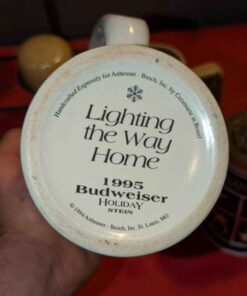 Handcrafted Expressly for Anheuser - Busch, Inc. by Ceramarte in Brazil
Lighting
the Way
Home
1995
Budweiser
HOLIDAY
STEIN
© 1994 Anheuser - Busch, Inc. St. Louis, MO